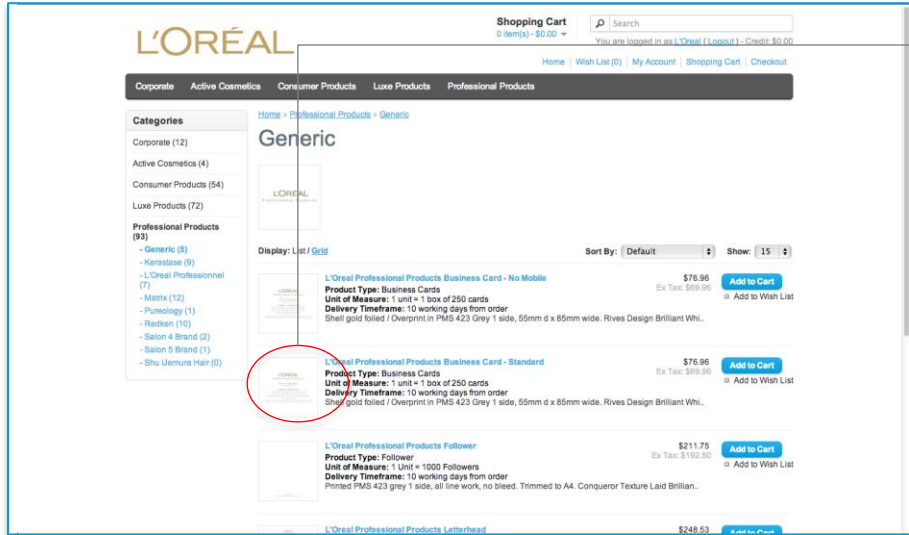 L'ORÉAL
Shopping Cart
0 item(s) - $0.00
Search
You are logged in as L'Oreal ( Logout ) - Credit: $0.00
Home | Wish List (0) | My Account | Shopping Cart | Checkout
Corporate Active Cosmetics Consumer Products Luxe Products Professional Products
Categories
Corporate (12)
Active Cosmetics (4)
Consumer Products (54)
Luxe Products (72)
Professional Products
(93)
- Generic (5)
- Kerastase (9)
- L'Oreal Professionnel
(7)
- Matrix (12)
- Pureology (1)
- Redken (10)
- Salon 4 Brand (2)
- Salon 5 Brand (1)
- Shu Uemura Hair (0)
Home » Professional Products » Generic
Generic
L'ORÉAL
Display: List / Grid
Sort By: Default
Show: 15
L'Oreal Professional Products Business Card - No Mobile
Product Type: Business Cards
Unit of Measure: 1 unit = 1 box of 250 cards
Delivery Timeframe: 10 working days from order
Shell gold foiled / Overprint in PMS 423 Grey 1 side, 55mm d x 85mm wide. Rives Design Brilliant Whi..
$76.96
Ex Tax: $69.96
Add to Cart
Add to Wish List
L'Oreal Professional Products Business Card - Standard
Product Type: Business Cards
Unit of Measure: 1 unit = 1 box of 250 cards
Delivery Timeframe: 10 working days from order
Shell gold foiled / Overprint in PMS 423 Grey 1 side, 55mm d x 85mm wide. Rives Design Brilliant Whi..
$76.96
Ex Tax: $69.96
Add to Cart
Add to Wish List
L'Oreal Professional Products Follower
Product Type: Follower
Unit of Measure: 1 Unit = 1000 Followers
Delivery Timeframe: 10 working days from order
Printed PMS 423 grey 1 side, all line work, no bleed. Trimmed to A4. Conqueror Texture Laid Brillian..
$211.75
Ex Tax: $192.50
Add to Cart
Add to Wish List
L'Oreal Professional Products Letterhead
$248.53
Add to Cart